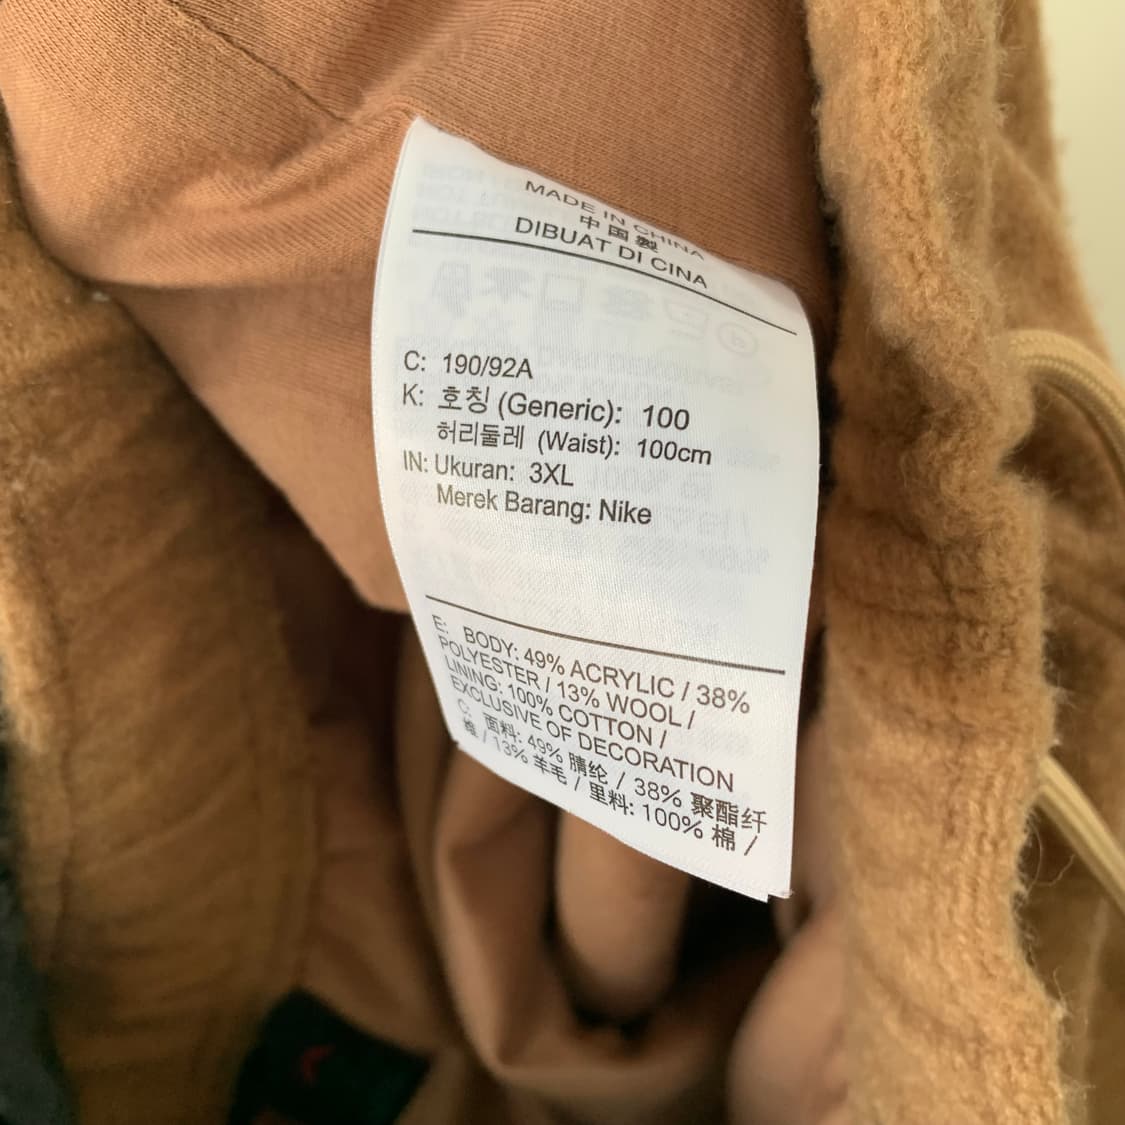 MADE IN CHINA
中国製
DIBUAT DI CINA
C: 190/92A
K: 호칭 (Generic): 100
허리둘레 (Waist): 100cm
IN: Ukuran: 3XL
Merek Barang: Nike
E: BODY: 49% ACRYLIC / 38%
POLYESTER / 13% WOOL /
LINING: 100% COTTON /
EXCLUSIVE OF DECORATION
C: 面料: 49% 腈纶 / 38% 聚酯纤
维 / 13% 羊毛 / 里料: 100% 棉 /